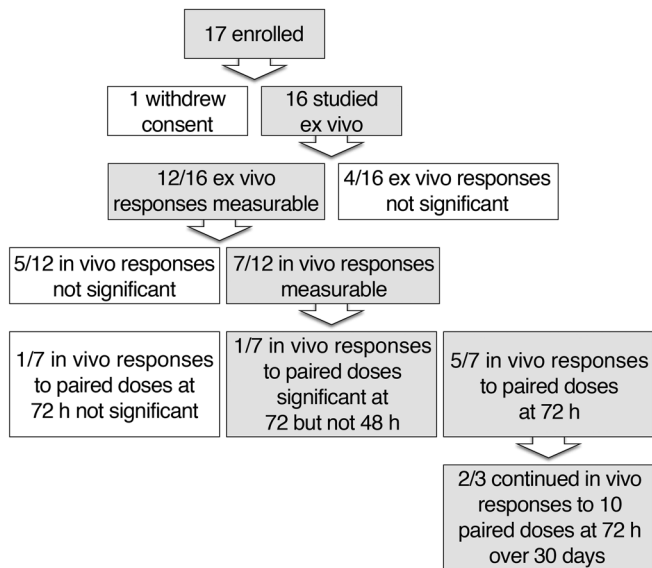 17 enrolled
1 withdrew
consent
16 studied
ex vivo
12/16 ex vivo
responses measurable
4/16 ex vivo responses
not significant
5/12 in vivo responses
not significant
7/12 in vivo responses
measurable
1/7 in vivo responses
to paired doses at
72 h not significant
1/7 in vivo responses
to paired doses
significant at
72 but not 48 h
5/7 in vivo responses
to paired doses
at 72 h
2/3 continued in vivo
responses to 10
paired doses at 72 h
over 30 days